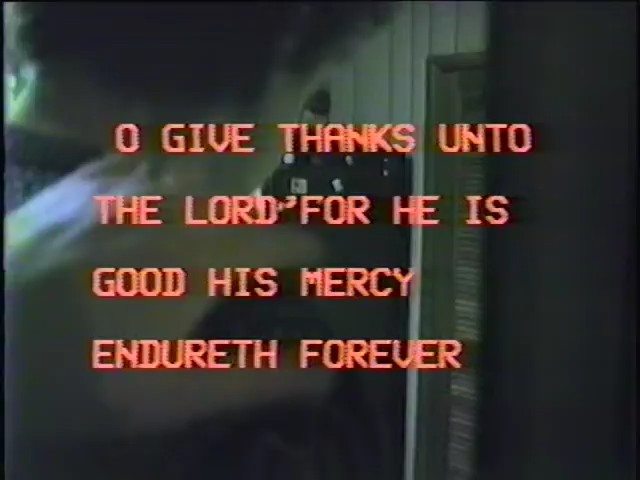 O GIVE THANKS UNTO
THE LORD'FOR HE IS
GOOD HIS MERCY
ENDURETH FOREVER